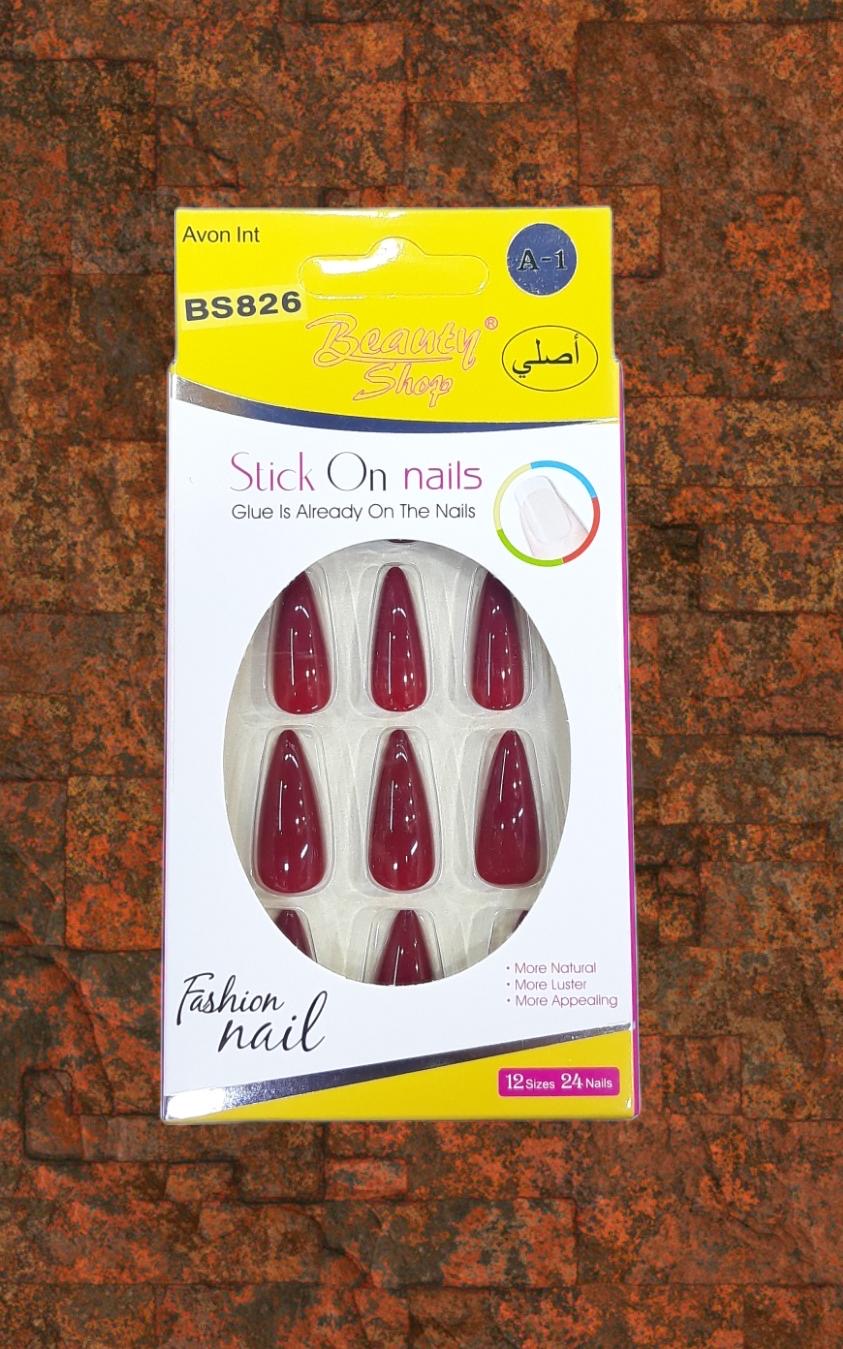 Avon Int
A-1
BS826
Beauty®
Shop
أصلي
Stick On nails
Glue Is Already On The Nails
• More Natural
• More Luster
• More Appealing
Fashion
nail
12 Sizes 24 Nails